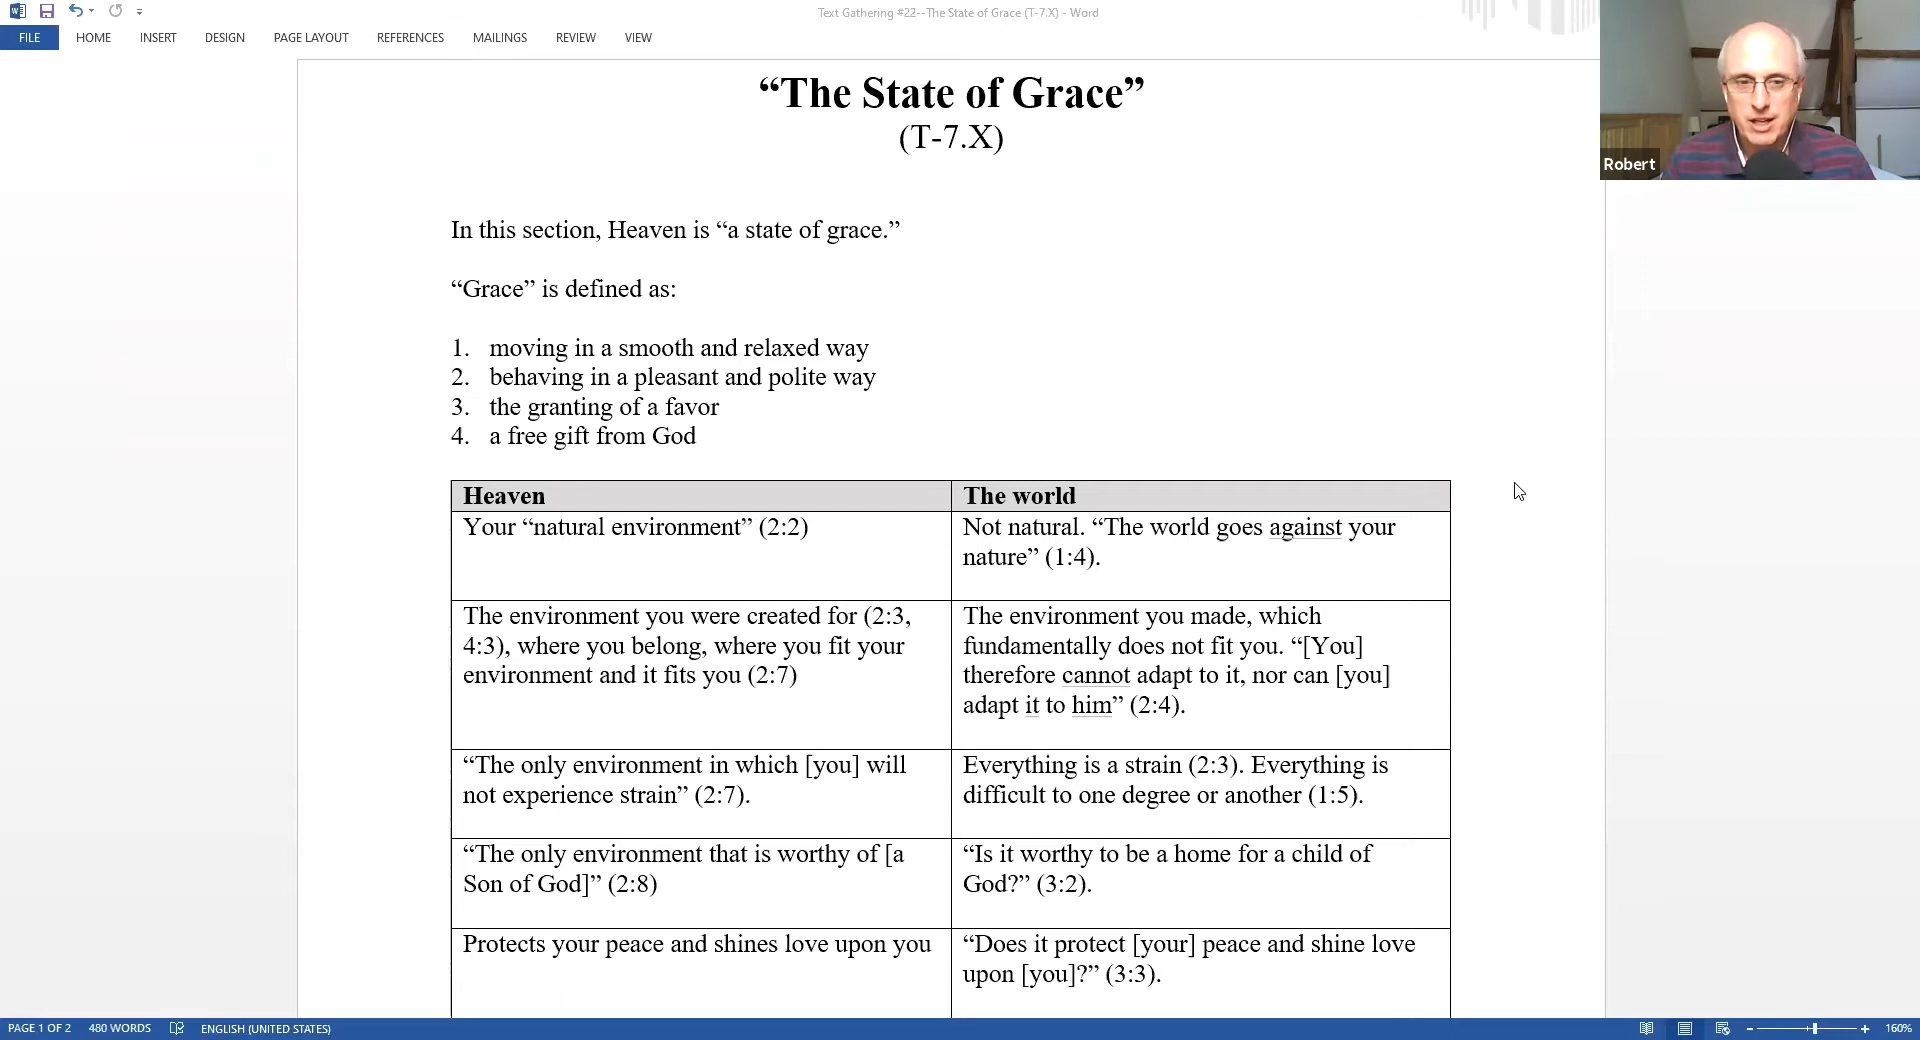 Text Gathering #22--The State of Grace (T-7.X) - Word
FILE HOME INSERT DESIGN PAGE LAYOUT REFERENCES MAILINGS REVIEW VIEW
“The State of Grace”
(T-7.X)
Robert
In this section, Heaven is “a state of grace.”
“Grace” is defined as:
1. moving in a smooth and relaxed way
2. behaving in a pleasant and polite way
3. the granting of a favor
4. a free gift from God
Heaven
The world
Your “natural environment” (2:2)
Not natural. “The world goes against your
nature” (1:4).
The environment you were created for (2:3,
4:3), where you belong, where you fit your
environment and it fits you (2:7)
The environment you made, which
fundamentally does not fit you. “[You]
therefore cannot adapt to it, nor can [you]
adapt it to him” (2:4).
“The only environment in which [you] will
not experience strain” (2:7).
Everything is a strain (2:3). Everything is
difficult to one degree or another (1:5).
“The only environment that is worthy of [a
Son of God]” (2:8)
“Is it worthy to be a home for a child of
God?” (3:2).
Protects your peace and shines love upon you
“Does it protect [your] peace and shine love
upon [you]?” (3:3).
PAGE 1 OF 2 480 WORDS ENGLISH (UNITED STATES) 160%